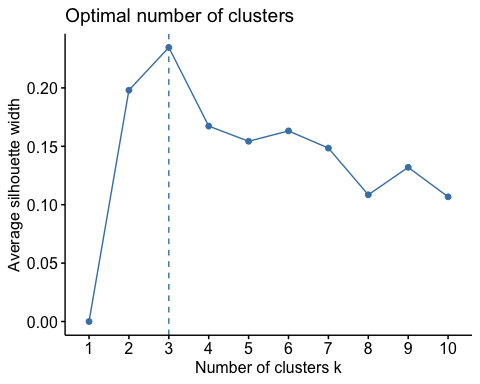 Optimal number of clusters
Average silhouette width
0.20
0.15
0.10
0.05
0.00
1 2 3 4 5 6 7 8 9 10
Number of clusters k